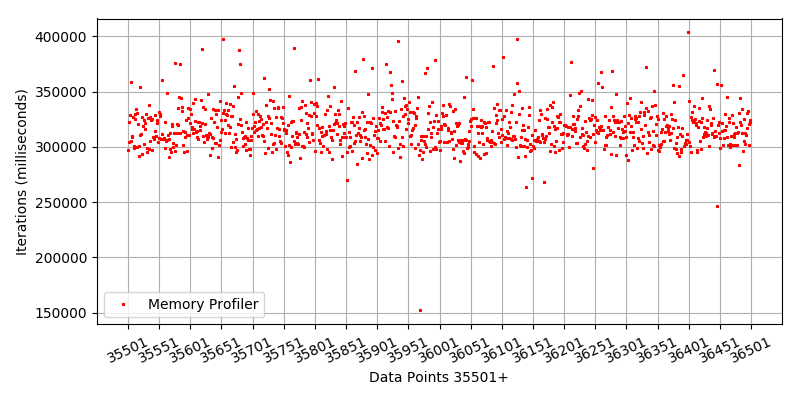 400000
350000
300000
250000
200000
150000
Iterations (milliseconds)
Memory Profiler
35501 35551 35601 35651 35701 35751 35801 35851 35901 35951 36001 36051 36101 36151 36201 36251 36301 36351 36401 36451 36501
Data Points 35501+